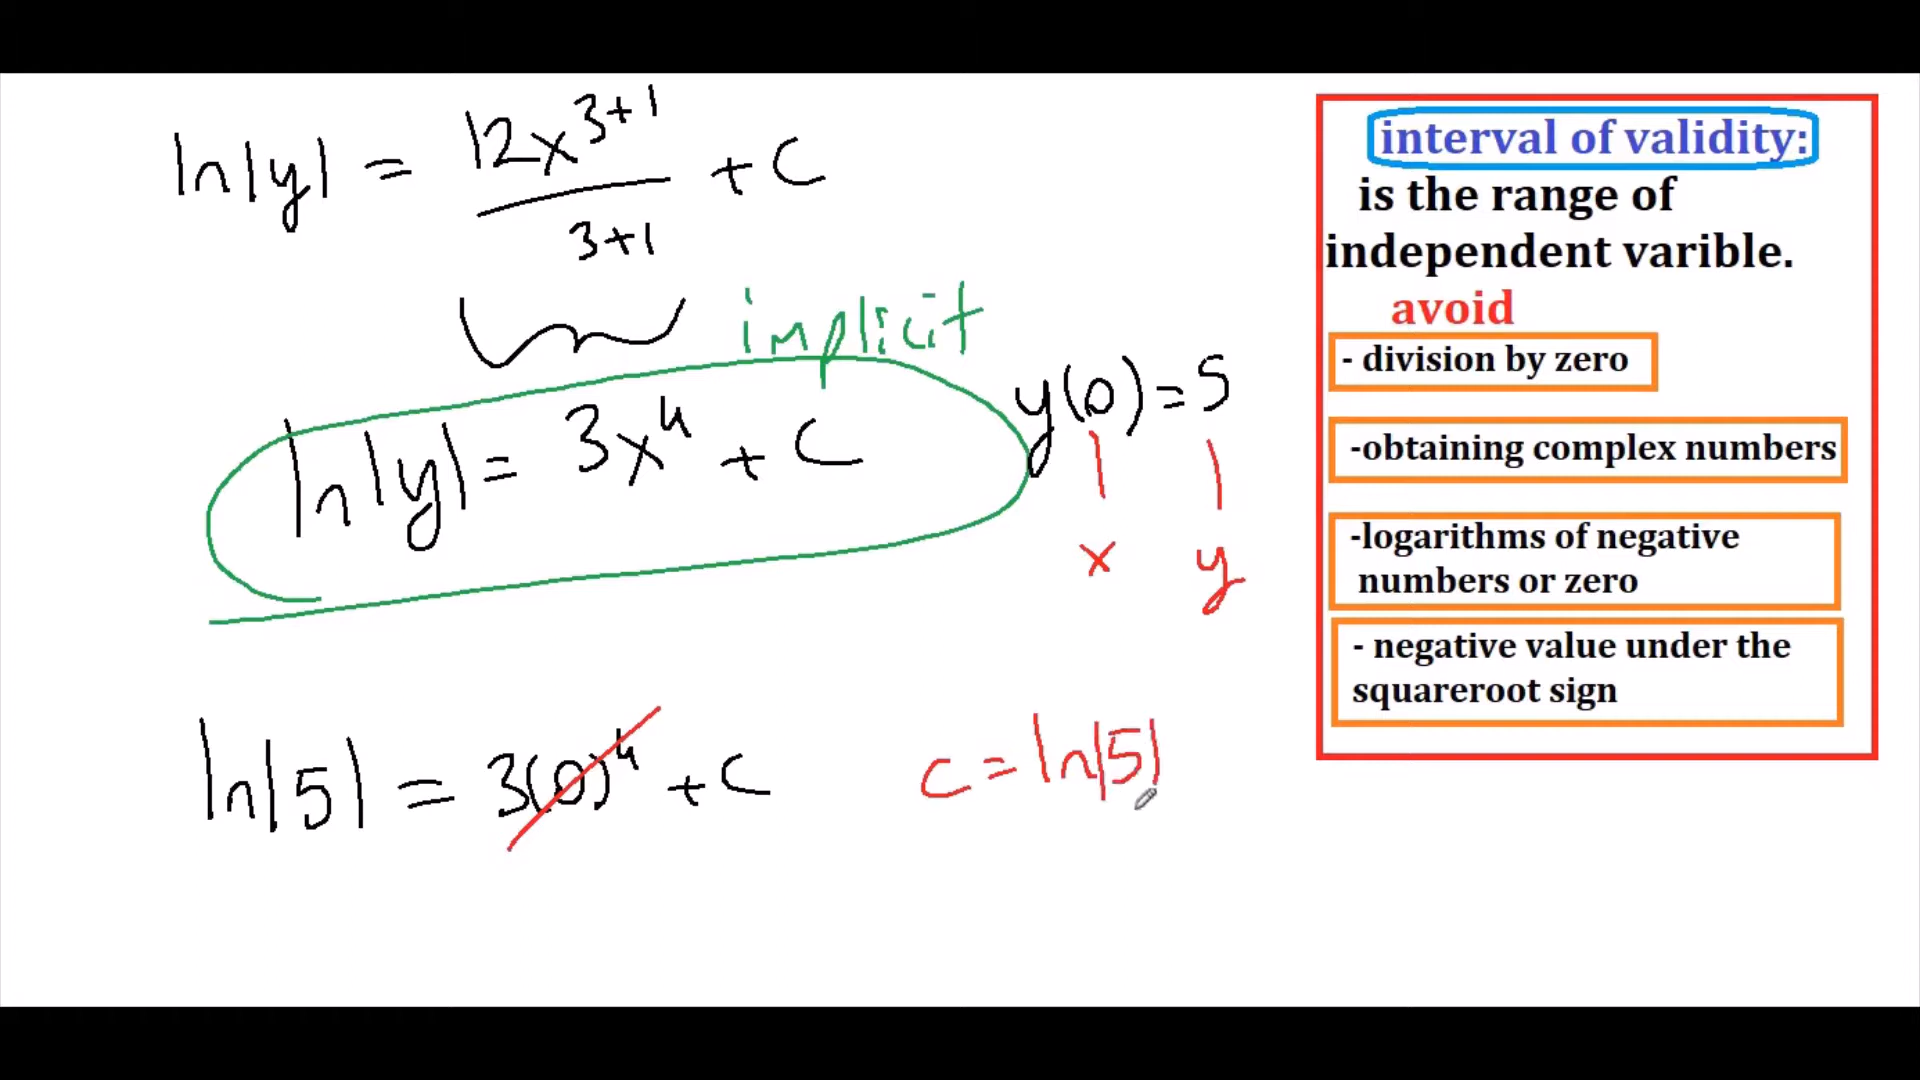 ln|y| = 12x^{3+1}/3+1 + C
implicit
ln|y| = 3x^4 + C
y(0) = 5
x y
ln|5| = 3(0)^4 + C
C = ln|5|
interval of validity:
is the range of
independent varible.
avoid
- division by zero
-obtaining complex numbers
-logarithms of negative
numbers or zero
- negative value under the
squareroot sign